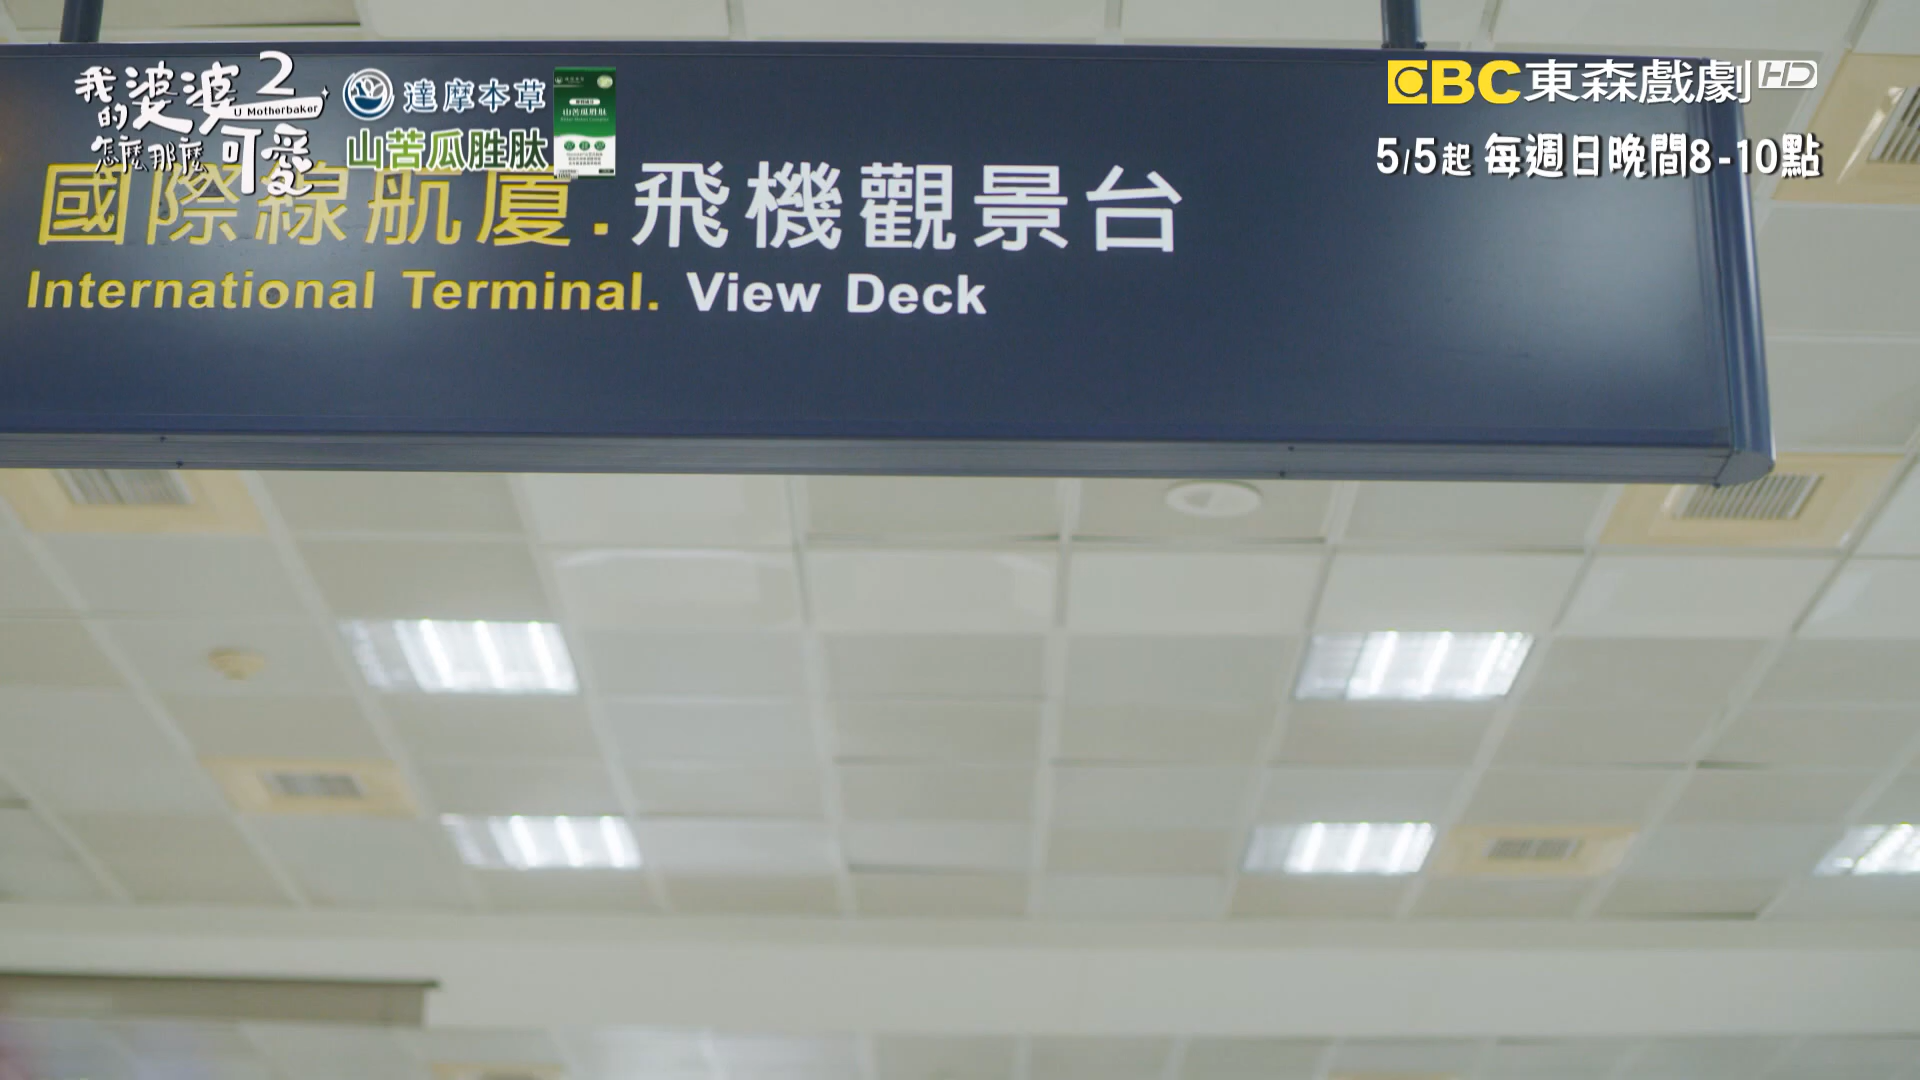 我的婆婆怎麼那麼可愛2
U Motherbaker
達摩本草
山苦瓜胜肽
EBC東森戲劇HD
5/5起 每週日晚間8-10點
國際線航廈.飛機觀景台
International Terminal. View Deck